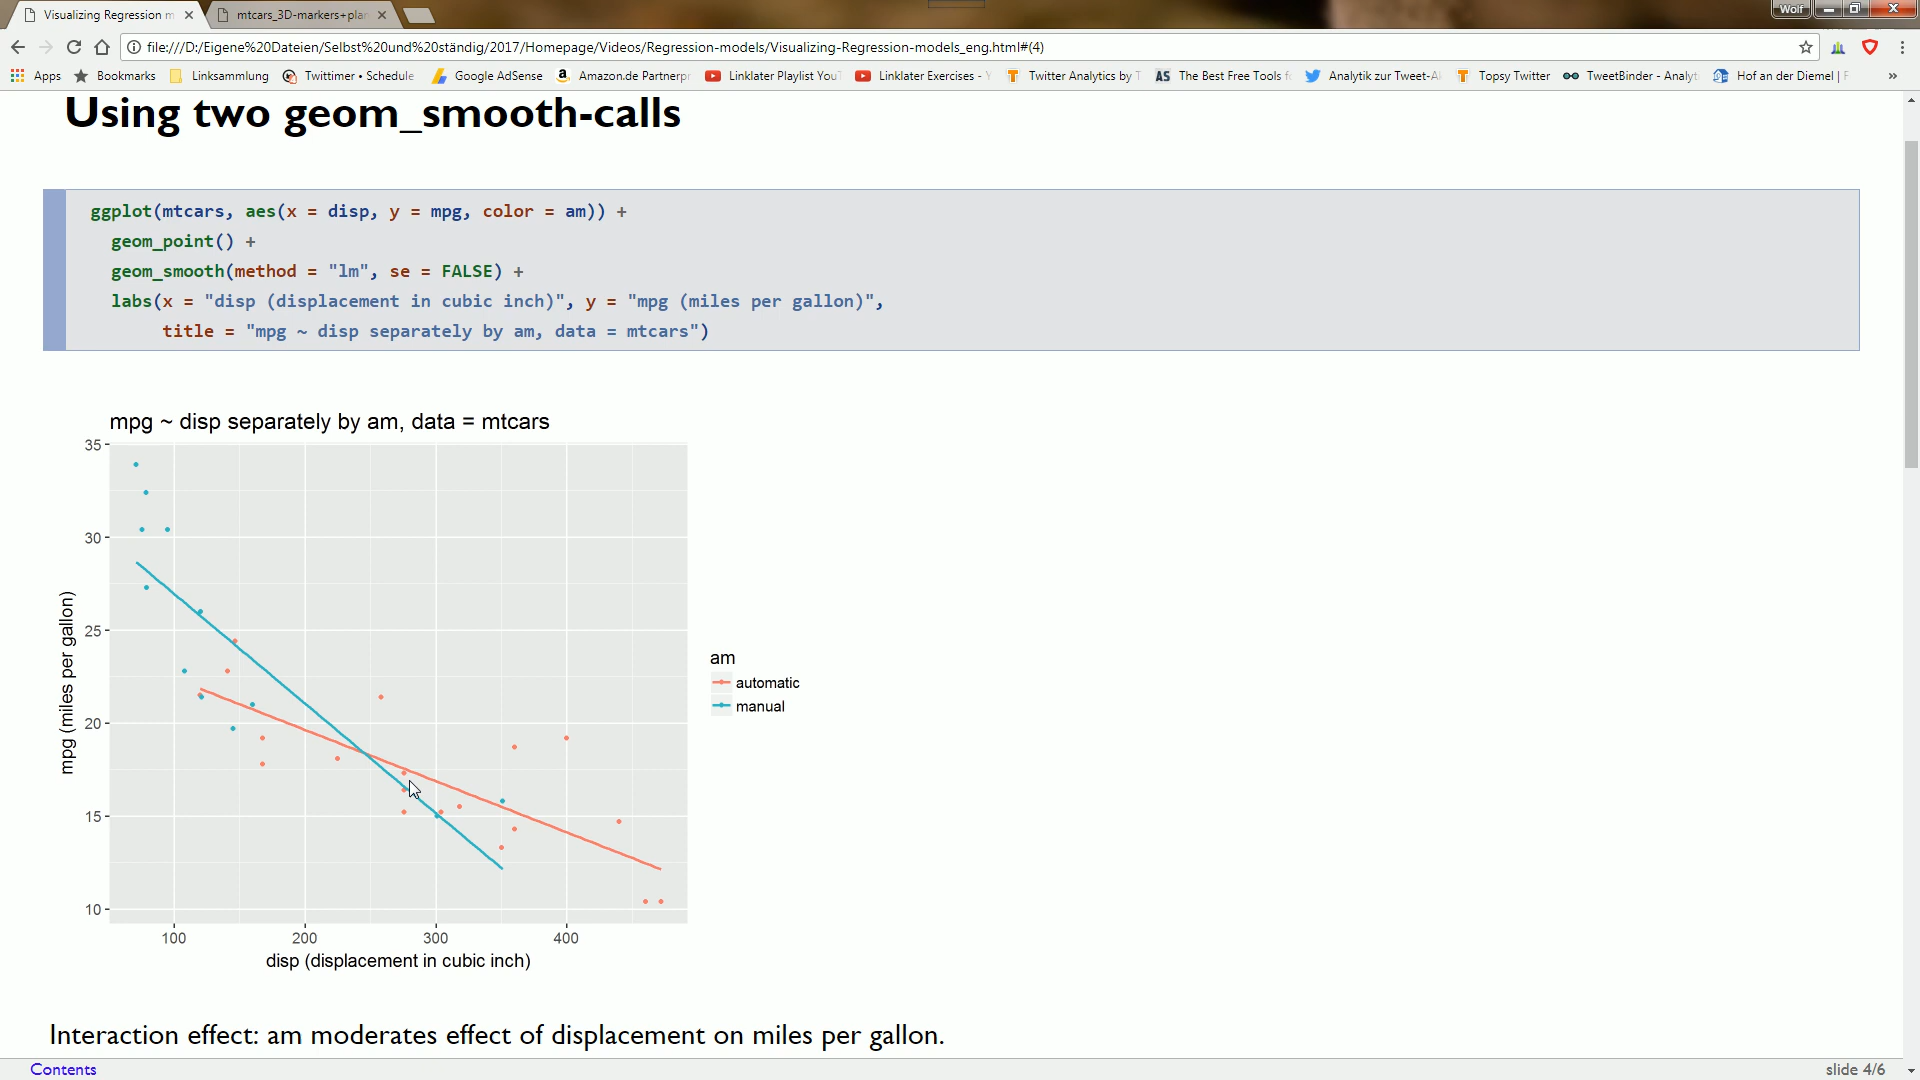 Visualizing Regression m
mtcars_3D-markers+plan
Wolf
file:///D:/Eigene%20Dateien/Selbst%20und%20ständig/2017/Homepage/Videos/Regression-models/Visualizing-Regression-models_eng.html#(4)
Apps Bookmarks Linksammlung Twittimer • Schedule Google AdSense Amazon.de Partnerpr Linklater Playlist You Linklater Exercises - Twitter Analytics by T AS The Best Free Tools f Analytik zur Tweet-A Topsy Twitter TweetBinder - Analyt Hof an der Diemel | F »
Using two geom_smooth-calls
ggplot(mtcars, aes(x = disp, y = mpg, color = am)) +
geom_point() +
geom_smooth(method = "lm", se = FALSE) +
labs(x = "disp (displacement in cubic inch)", y = "mpg (miles per gallon)",
title = "mpg ~ disp separately by am, data = mtcars")
mpg ~ disp separately by am, data = mtcars
35
30
25
20
15
10
mpg (miles per gallon)
100 200 300 400
disp (displacement in cubic inch)
am
automatic
manual
Interaction effect: am moderates effect of displacement on miles per gallon.
Contents
slide 4/6